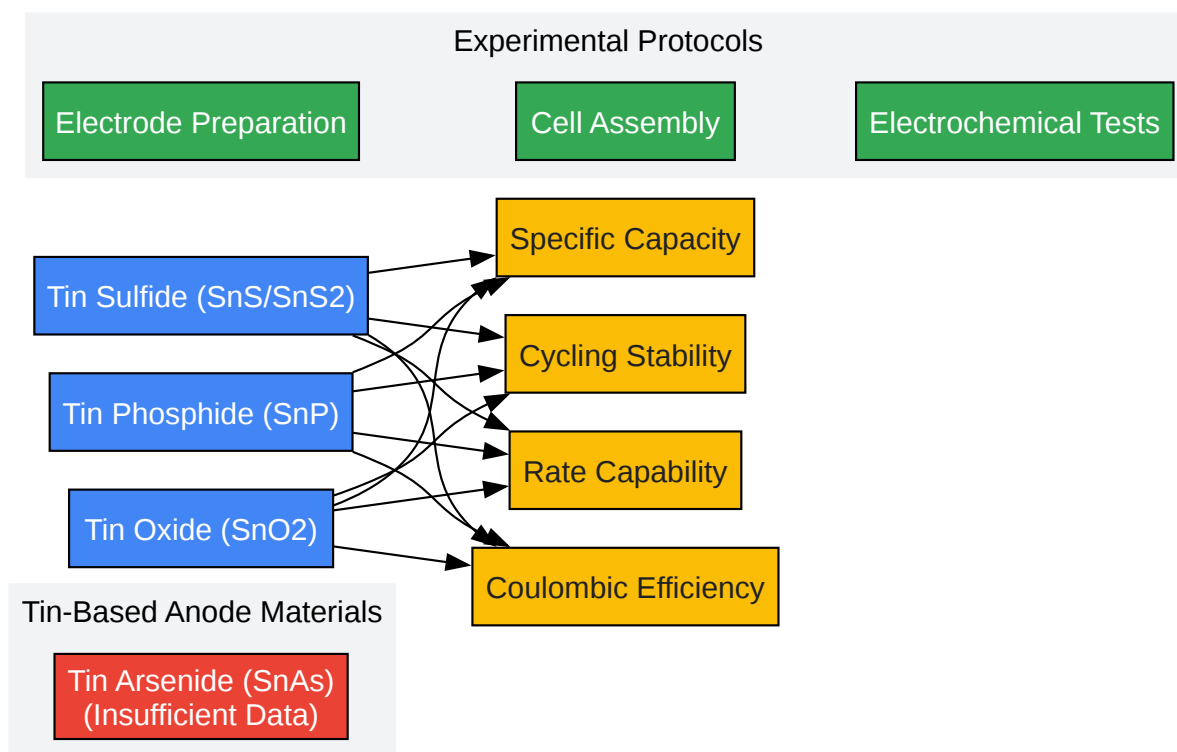 Experimental Protocols
Electrode Preparation
Cell Assembly
Electrochemical Tests
Specific Capacity
Tin Sulfide (SnS/SnS2)
Cycling Stability
Tin Phosphide (SnP)
Rate Capability
Tin Oxide (SnO2)
Coulombic Efficiency
Tin-Based Anode Materials
Tin Arsenide (SnAs)
(Insufficient Data)